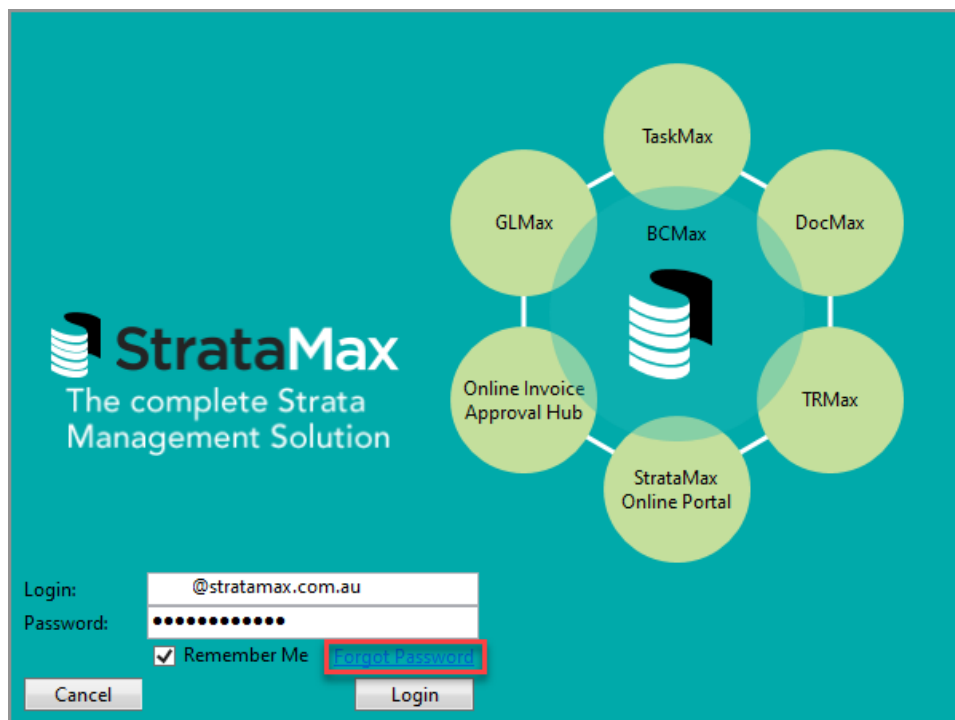 TaskMax
GLMax
BCMax
DocMax
StrataMax
The complete Strata
Management Solution
Online Invoice
Approval Hub
TRMax
StrataMax
Online Portal
Login:
@stratamax.com.au
Password:
••••••••••••
Remember Me
Forgot Password
Cancel
Login